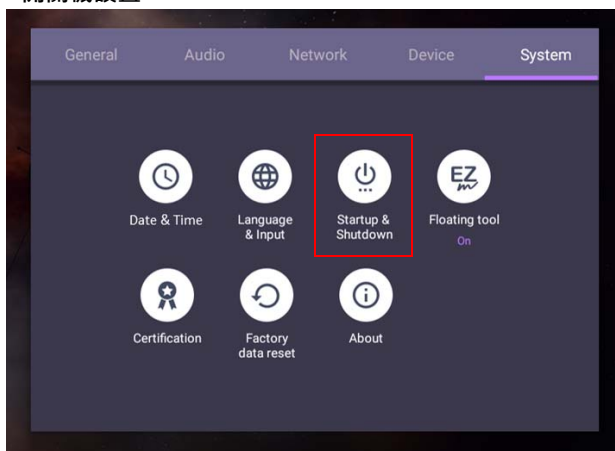 General Audio Network Device System
EZ
Date & Time
Language
& Input
Startup &
Shutdown
Floating tool
On
Certification
Factory
data reset
About